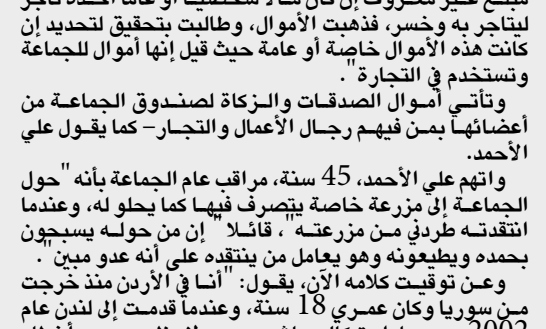 مبلغ غير معروف إن كان مالا شخصيا أو عاما أخذه تاجر
ليتاجر به وخسر، فذهبت الأموال، وطالبت بتحقيق لتحديد إن
كانت هذه الأموال خاصة أو عامة حيث قيل إنها أموال للجماعة
وتستخدم في التجارة".
وتأتي أموال الصدقات والزكاة لصندوق الجماعة من
أعضائها بمن فيهم رجال الأعمال والتجار– كما يقول علي
الأحمد.
واتهم علي الأحمد، 45 سنة، مراقب عام الجماعة بأنه "حول
الجماعة إلى مزرعة خاصة يتصرف فيها كما يحلو له، وعندما
انتقدته طردني من مزرعته"، قائلا " إن من حوله يسبحون
بحمده ويطيعونه وهو يعامل من ينتقده على أنه عدو مبين".
وعن توقيت كلامه الآن، يقول: "أنا في الأردن منذ خرجت
من سوريا وكان عمري 18 سنة، وعندما قدمت إلى لندن عام